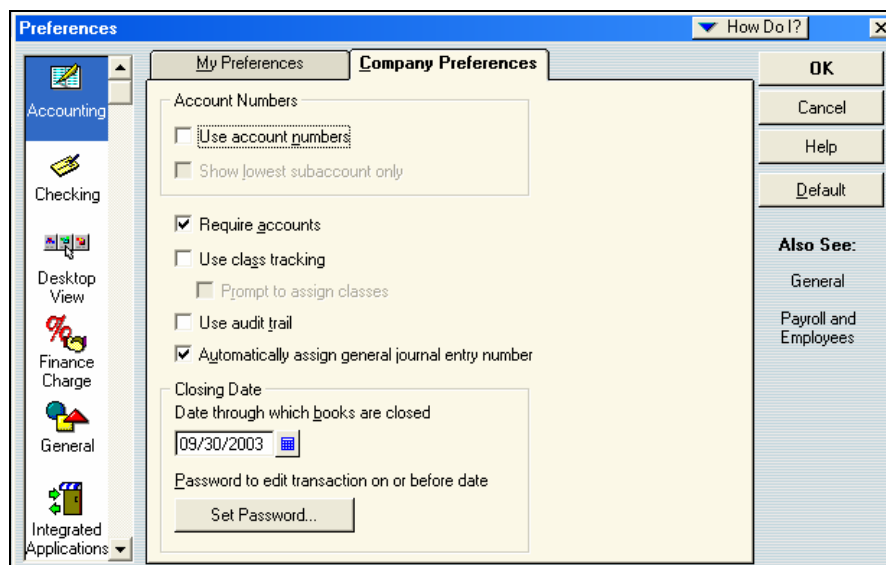 Preferences
How Do I?
Accounting
Checking
Desktop
View
Finance
Charge
General
Integrated
Applications
My Preferences
Company Preferences
Account Numbers
Use account numbers
Show lowest subaccount only
Require accounts
Use class tracking
Prompt to assign classes
Use audit trail
Automatically assign general journal entry number
Closing Date
Date through which books are closed
09/30/2003
Password to edit transaction on or before date
Set Password...
OK
Cancel
Help
Default
Also See:
General
Payroll and
Employees